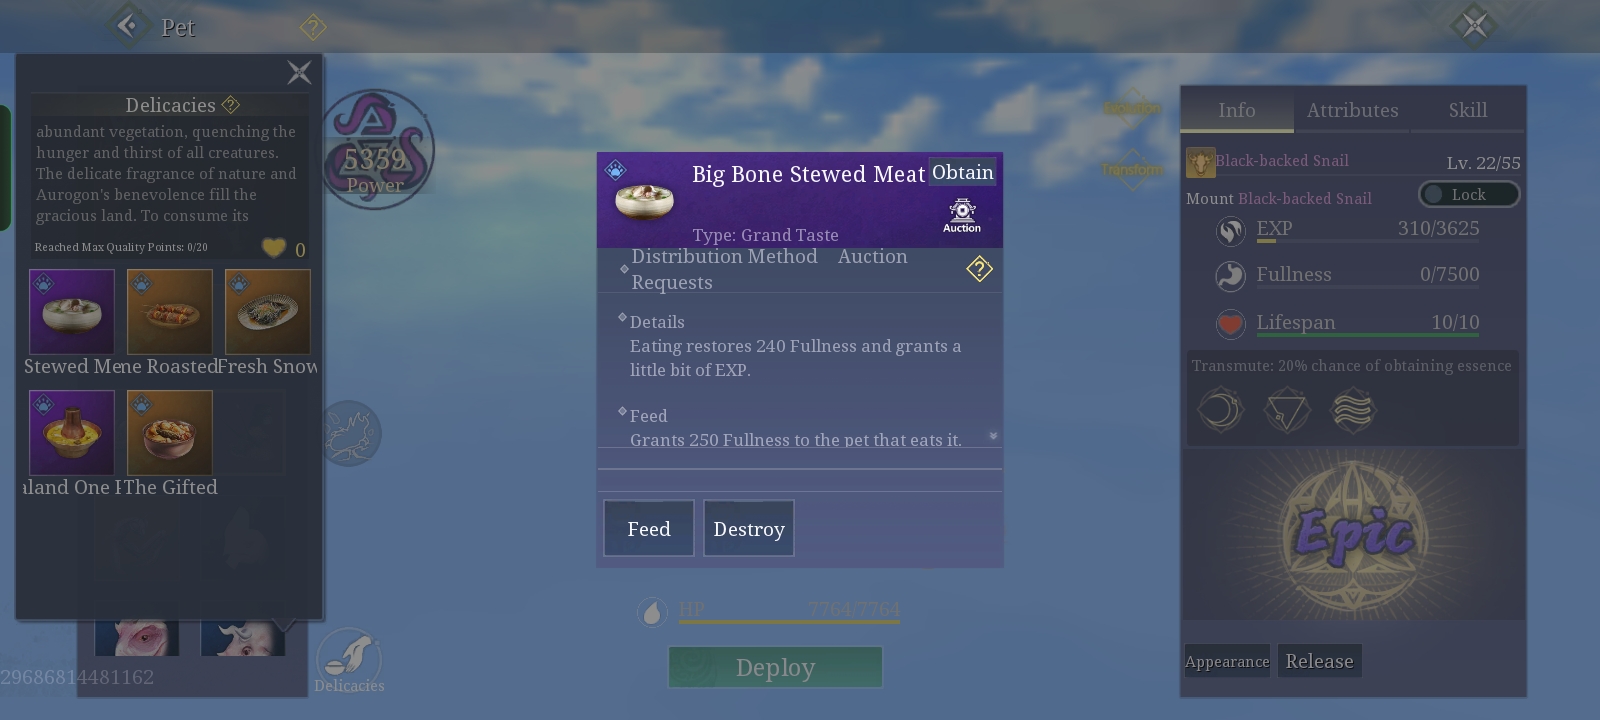 Pet
Delicacies
abundant vegetation, quenching the
hunger and thirst of all creatures.
The delicate fragrance of nature and
Aurogon's benevolence fill the
gracious land. To consume its
Reached Max Quality Points: 0/20
0
Stewed Me
ne Roasted
Fresh Snow
aland One F
The Gifted
29686814481162
5359
Power
Delicacies
Big Bone Stewed Meat
Obtain
Auction
Type: Grand Taste
Distribution Method Auction
Requests
Details
Eating restores 240 Fullness and grants a
little bit of EXP.
Feed
Grants 250 Fullness to the pet that eats it.
Feed
Destroy
HP 7764/7764
Deploy
Transform
Info
Attributes
Skill
Black-backed Snail
Lv. 22/55
Mount Black-backed Snail
Lock
EXP 310/3625
Fullness 0/7500
Lifespan 10/10
Transmute: 20% chance of obtaining essence
Epic
Appearance
Release